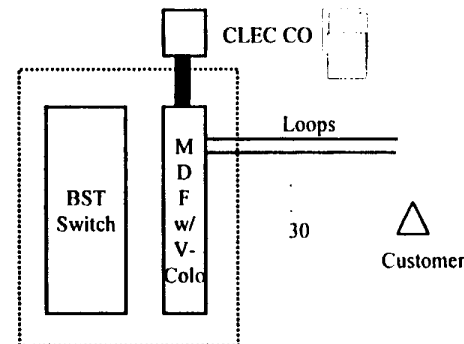 CLEC CO
Loops
M
D
F
w/
V-
Colo
BST
Switch
30
Customer